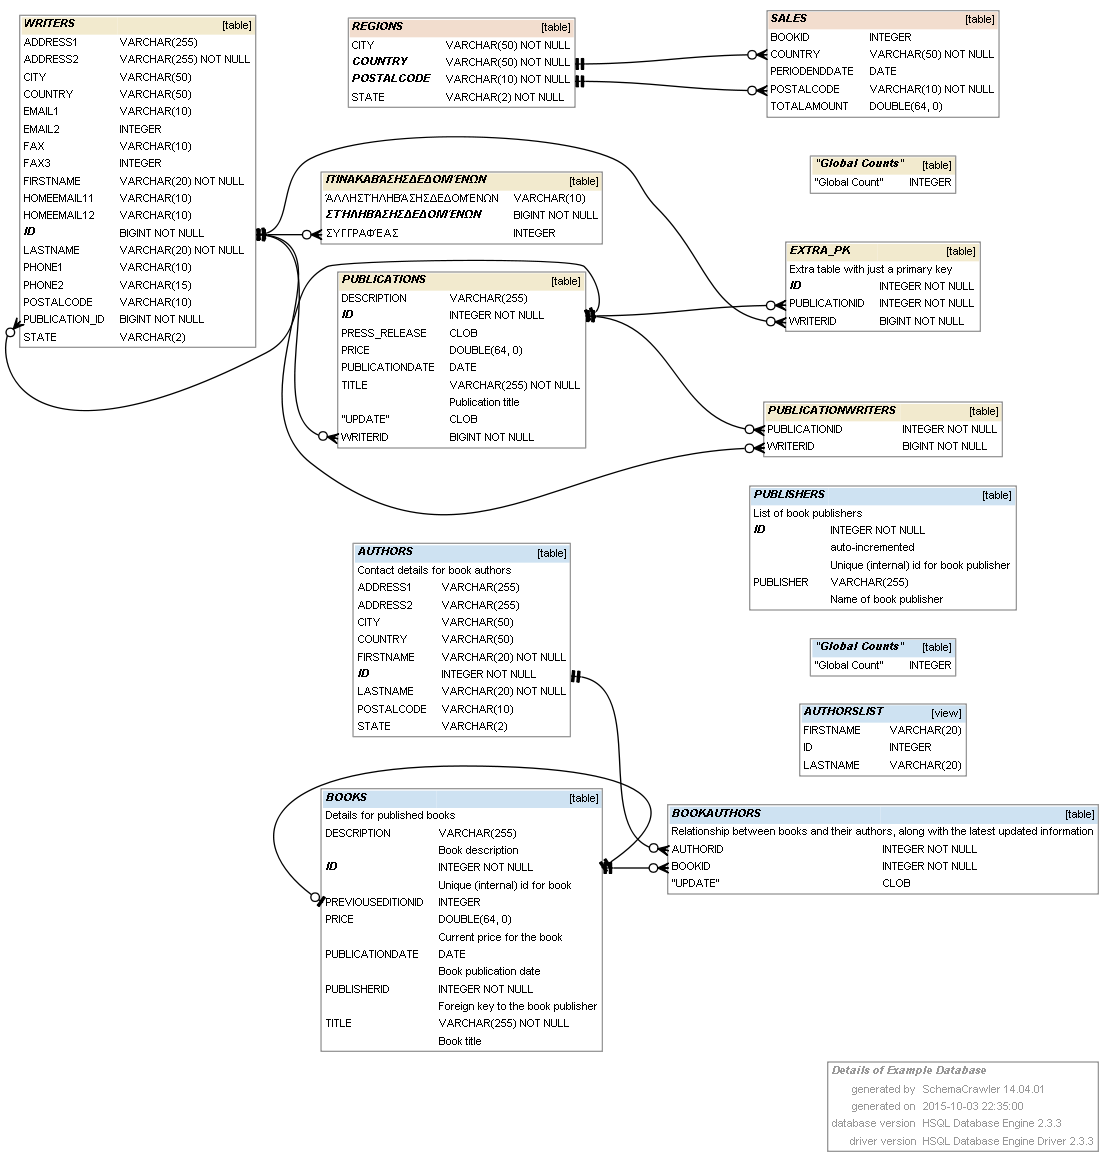 WRITERS [table]
ADDRESS1 VARCHAR(255)
ADDRESS2 VARCHAR(255) NOT NULL
CITY VARCHAR(50)
COUNTRY VARCHAR(50)
EMAIL1 VARCHAR(10)
EMAIL2 INTEGER
FAX VARCHAR(10)
FAX3 INTEGER
FIRSTNAME VARCHAR(20) NOT NULL
HOMEEMAIL11 VARCHAR(10)
HOMEEMAIL12 VARCHAR(10)
ID BIGINT NOT NULL
LASTNAME VARCHAR(20) NOT NULL
PHONE1 VARCHAR(10)
PHONE2 VARCHAR(15)
POSTALCODE VARCHAR(10)
PUBLICATION_ID BIGINT NOT NULL
STATE VARCHAR(2)
REGIONS [table]
CITY VARCHAR(50) NOT NULL
COUNTRY VARCHAR(50) NOT NULL
POSTALCODE VARCHAR(10) NOT NULL
STATE VARCHAR(2) NOT NULL
SALES [table]
BOOKID INTEGER
COUNTRY VARCHAR(50) NOT NULL
PERIODENDDATE DATE
POSTALCODE VARCHAR(10) NOT NULL
TOTALAMOUNT DOUBLE(64, 0)
"Global Counts" [table]
"Global Count" INTEGER
ΠΊΝΑΚΑΒΆΣΗΣΔΕΔΟΜΈΝΩΝ [table]
ΆΛΛΗΣΤΉΛΗΒΆΣΗΣΔΕΔΟΜΈΝΩΝ VARCHAR(10)
ΣΤΉΛΗΒΆΣΗΣΔΕΔΟΜΈΝΩΝ BIGINT NOT NULL
ΣΥΓΓΡΑΦΈΑΣ INTEGER
EXTRA_PK [table]
Extra table with just a primary key
ID INTEGER NOT NULL
PUBLICATIONID INTEGER NOT NULL
WRITERID BIGINT NOT NULL
PUBLICATIONS [table]
DESCRIPTION VARCHAR(255)
ID INTEGER NOT NULL
PRESS_RELEASE CLOB
PRICE DOUBLE(64, 0)
PUBLICATIONDATE DATE
TITLE VARCHAR(255) NOT NULL
Publication title
"UPDATE" CLOB
WRITERID BIGINT NOT NULL
PUBLICATIONWRITERS [table]
PUBLICATIONID INTEGER NOT NULL
WRITERID BIGINT NOT NULL
PUBLISHERS [table]
List of book publishers
ID INTEGER NOT NULL
auto-incremented
Unique (internal) id for book publisher
PUBLISHER VARCHAR(255)
Name of book publisher
AUTHORS [table]
Contact details for book authors
ADDRESS1 VARCHAR(255)
ADDRESS2 VARCHAR(255)
CITY VARCHAR(50)
COUNTRY VARCHAR(50)
FIRSTNAME VARCHAR(20) NOT NULL
ID INTEGER NOT NULL
LASTNAME VARCHAR(20) NOT NULL
POSTALCODE VARCHAR(10)
STATE VARCHAR(2)
"Global Counts" [table]
"Global Count" INTEGER
AUTHORSLIST [view]
FIRSTNAME VARCHAR(20)
ID INTEGER
LASTNAME VARCHAR(20)
BOOKS [table]
Details for published books
DESCRIPTION VARCHAR(255)
Book description
ID INTEGER NOT NULL
Unique (internal) id for book
PREVIOUSEDITIONID INTEGER
PRICE DOUBLE(64, 0)
Current price for the book
PUBLICATIONDATE DATE
Book publication date
PUBLISHERID INTEGER NOT NULL
Foreign key to the book publisher
TITLE VARCHAR(255) NOT NULL
Book title
BOOKAUTHORS [table]
Relationship between books and their authors, along with the latest updated information
AUTHORID INTEGER NOT NULL
BOOKID INTEGER NOT NULL
"UPDATE" CLOB
Details of Example Database
generated by SchemaCrawler 14.04.01
generated on 2015-10-03 22:35:00
database version HSQL Database Engine 2.3.3
driver version HSQL Database Engine Driver 2.3.3